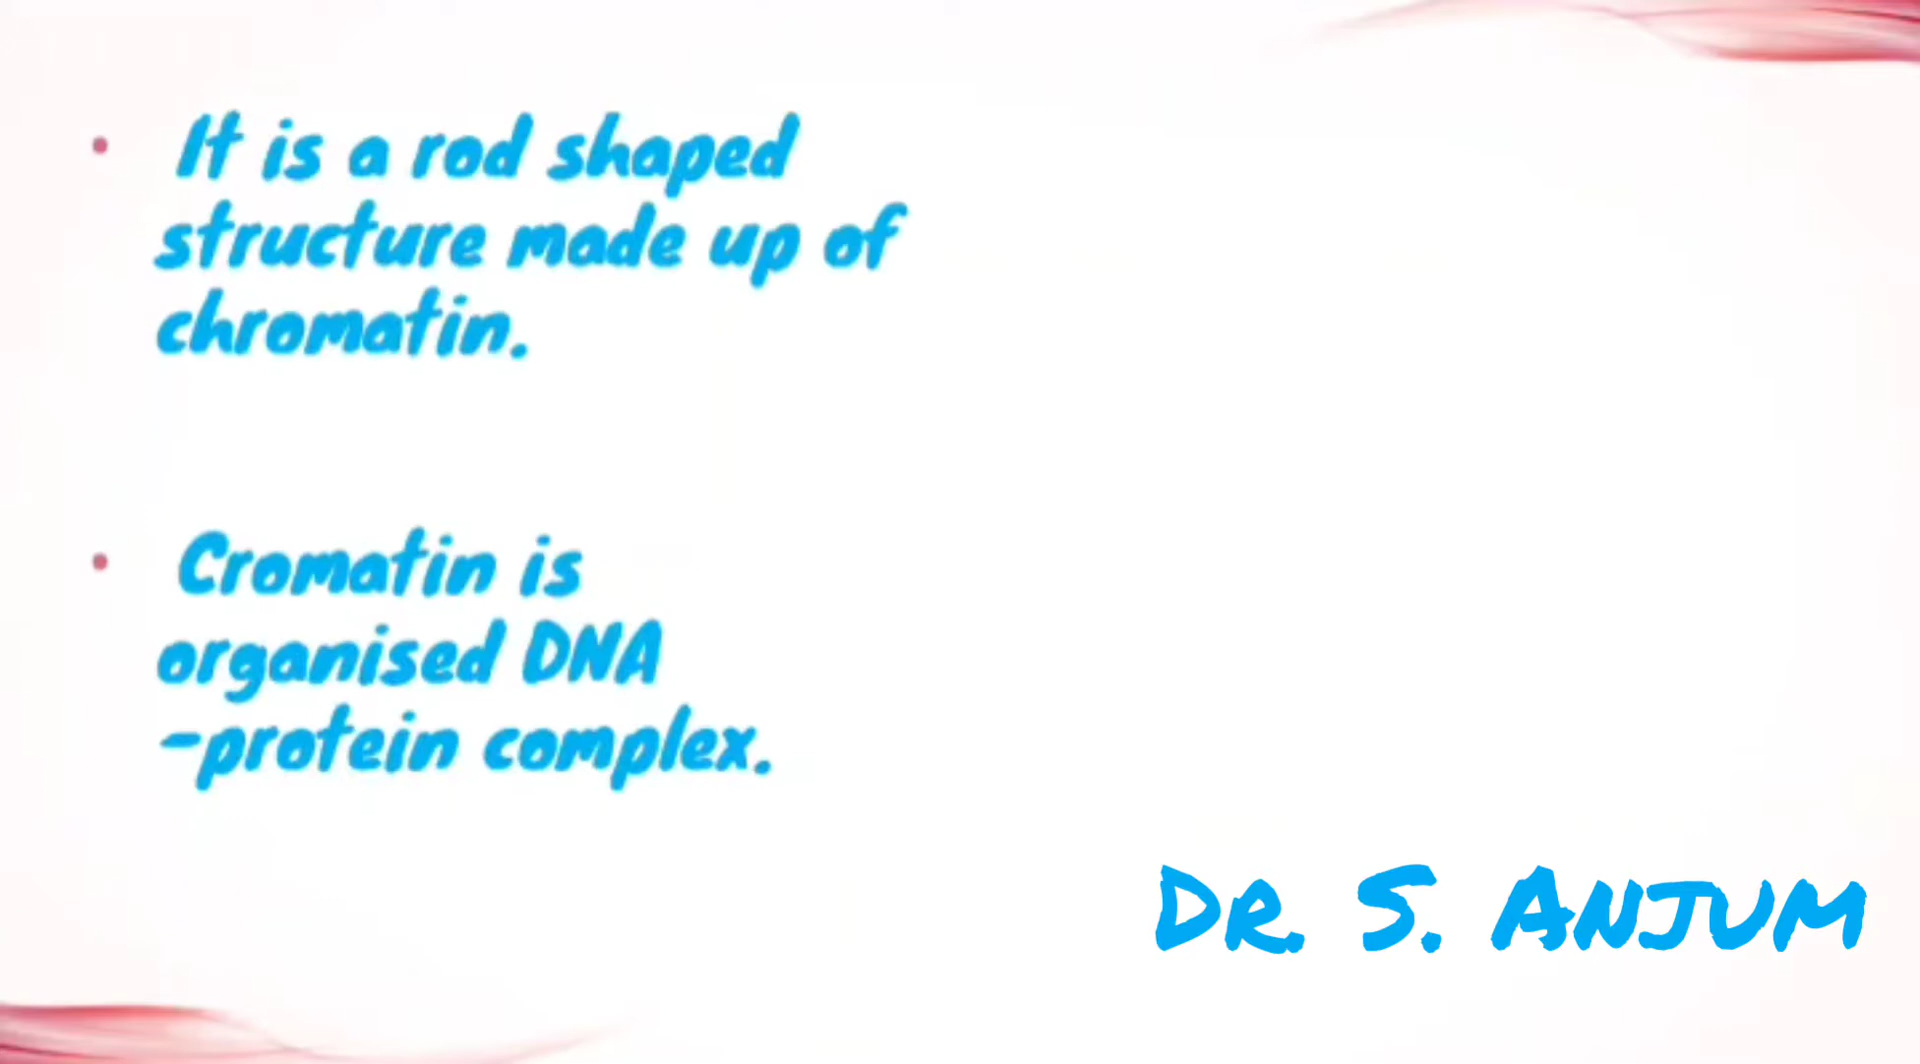 • It is a rod shaped
structure made up of
chromatin.
• Cromatin is
organised DNA
-protein complex.
DR. S. ANJUM